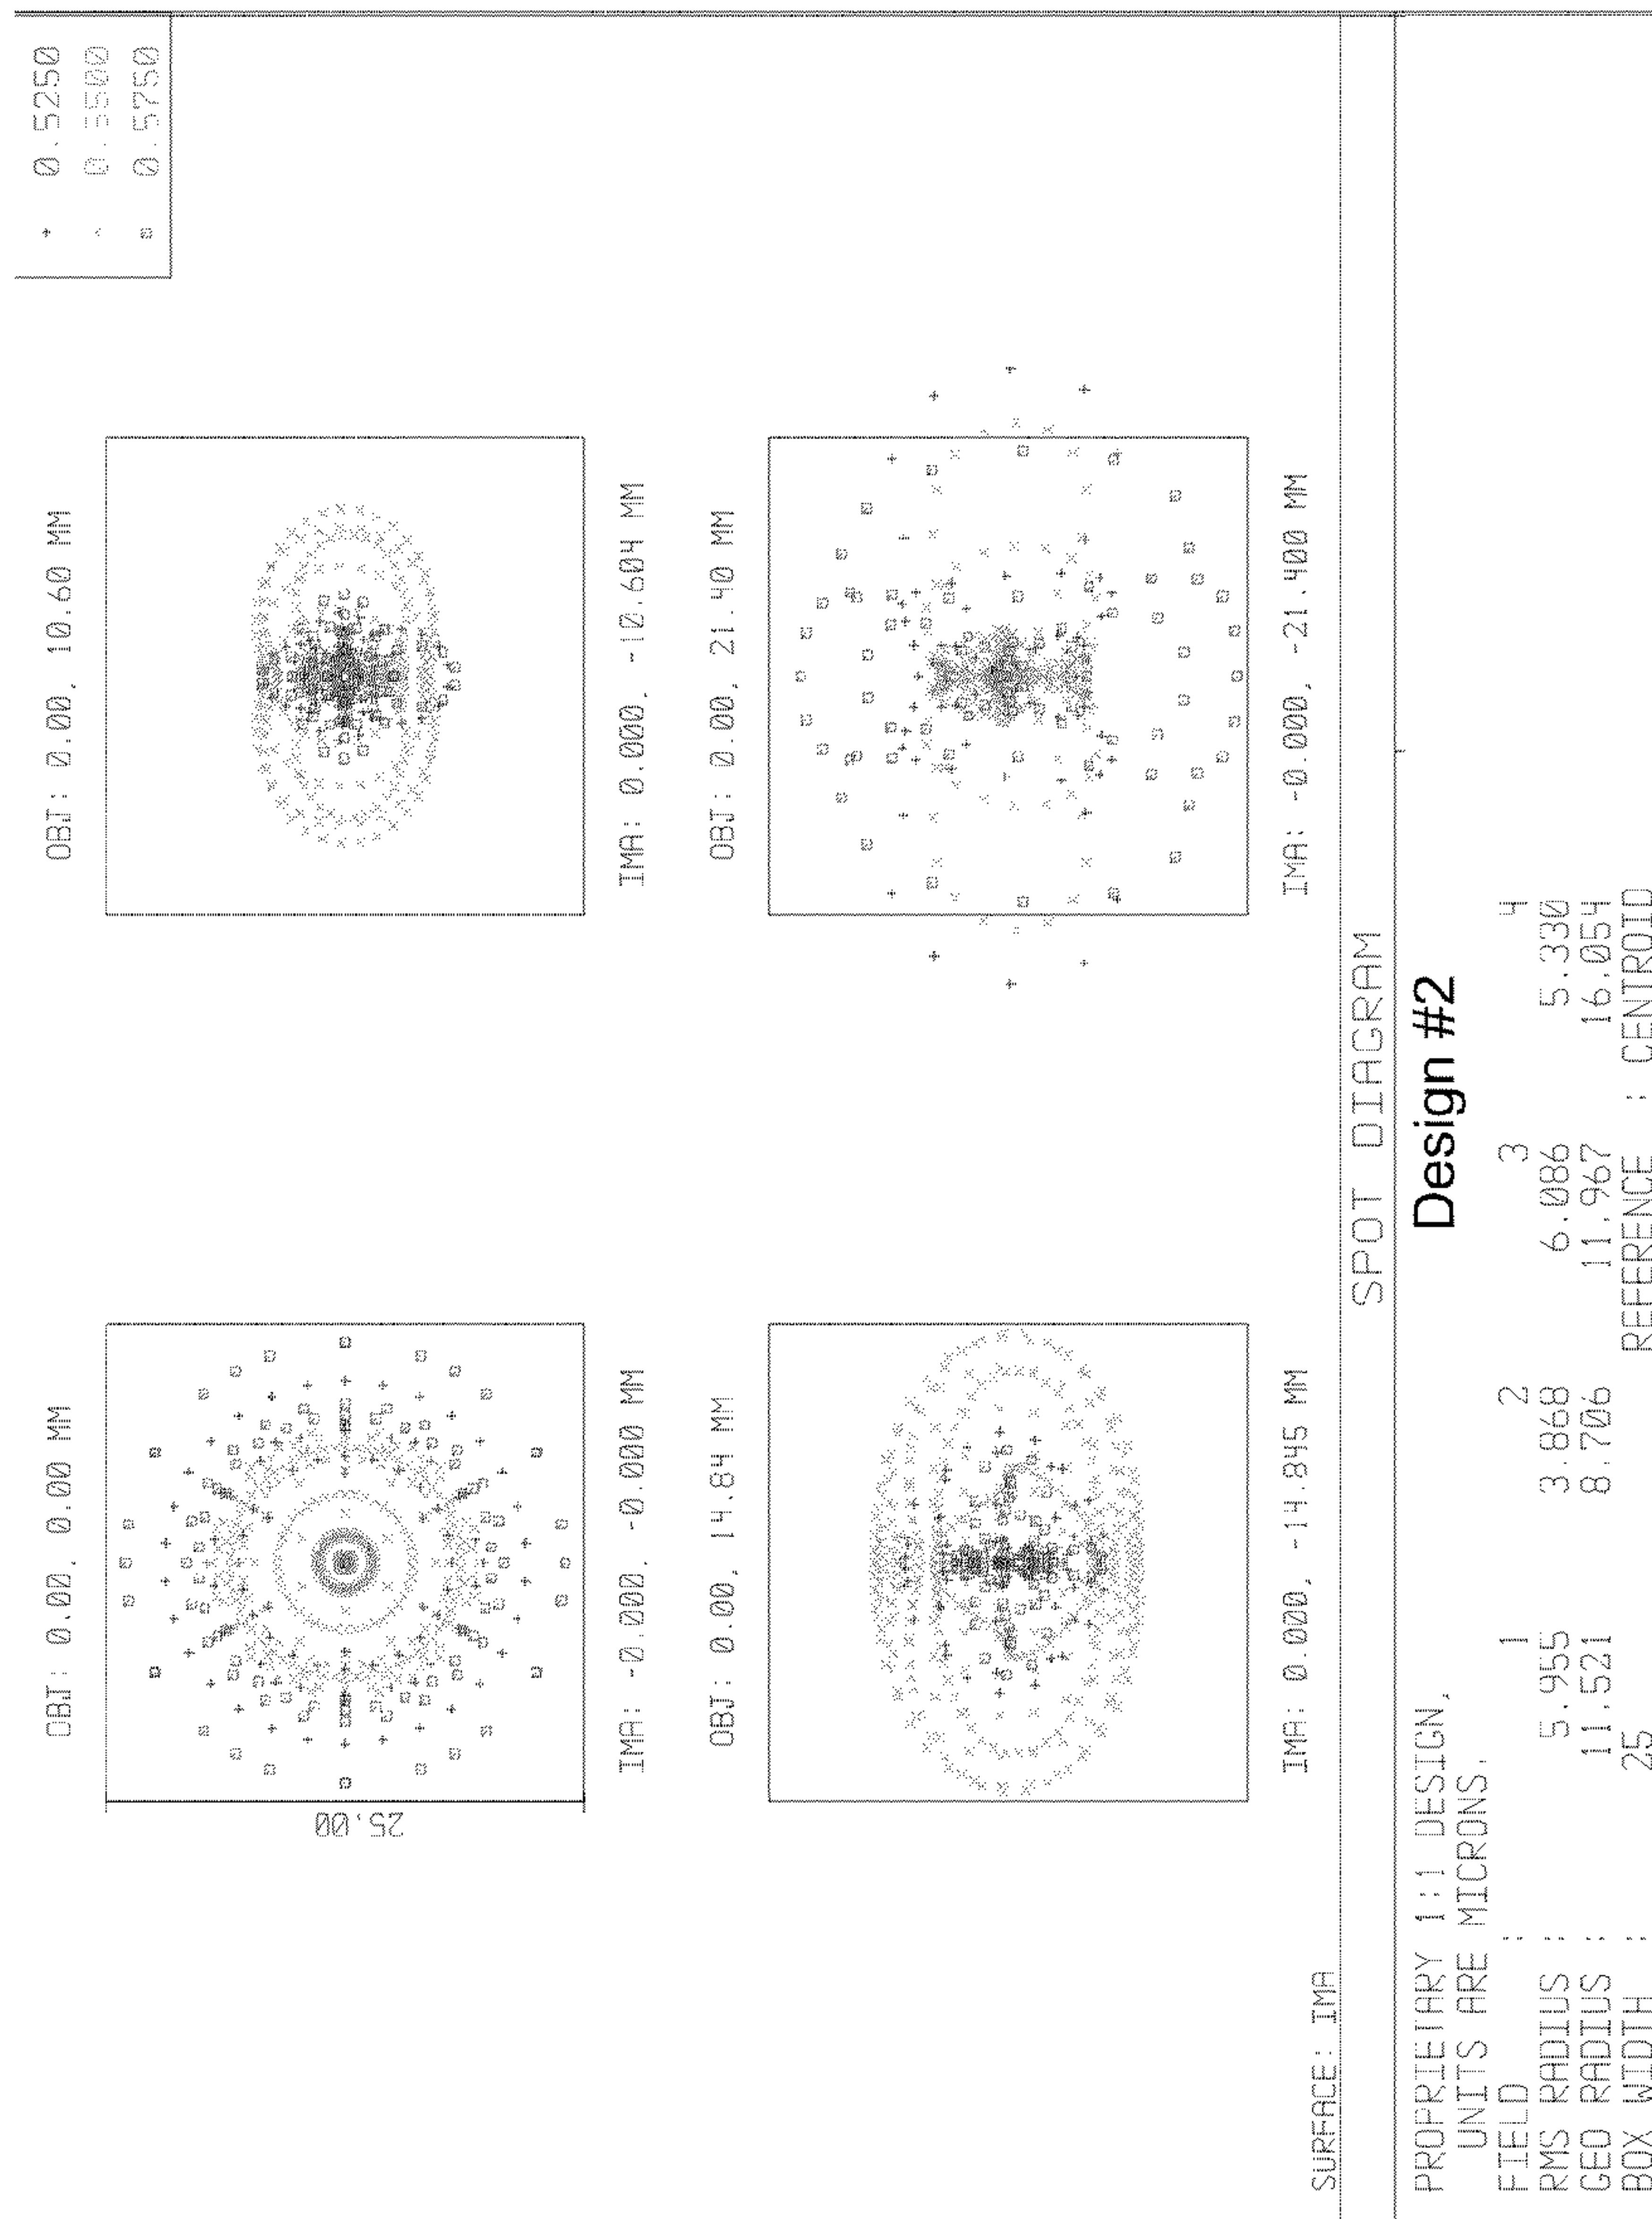 OBJ: 0.00, 0.00 MM
OBJ: 0.00, 10.60 MM
+ 0.5250
0.5500
0.5750
25.00
IMA: -0.000, -0.000 MM
IMA: 0.000, -10.604 MM
OBJ: 0.00, 14.84 MM
OBJ: 0.00, 21.40 MM
IMA: 0.000, -14.845 MM
IMA: -0.000, -21.400 MM
SURFACE: IMA
SPOT DIAGRAM
Design #2
PROPRIETARY 1:1 DESIGN.
UNITS ARE MICRONS.
FIELD : 1 2 3 4
RMS RADIUS : 5.955 3.868 6.086 5.330
GEO RADIUS : 11.521 8.706 11.967 16.054
BOX WIDTH : 25 REFERENCE : CENTROID